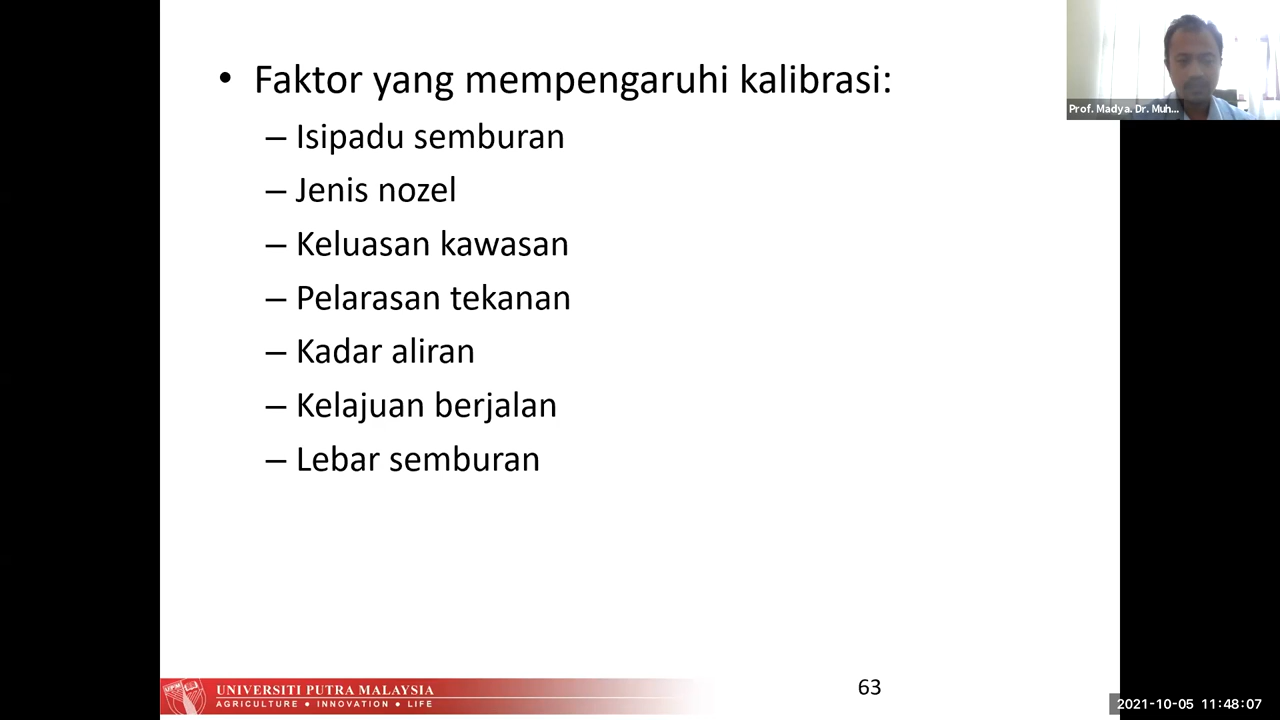 • Faktor yang mempengaruhi kalibrasi:
– Isipadu semburan
– Jenis nozel
– Keluasan kawasan
– Pelarasan tekanan
– Kadar aliran
– Kelajuan berjalan
– Lebar semburan
Prof. Madya. Dr. Muh...
UPM
UNIVERSITI PUTRA MALAYSIA
AGRICULTURE • INNOVATION • LIFE
63
2021-10-05 11:48:07